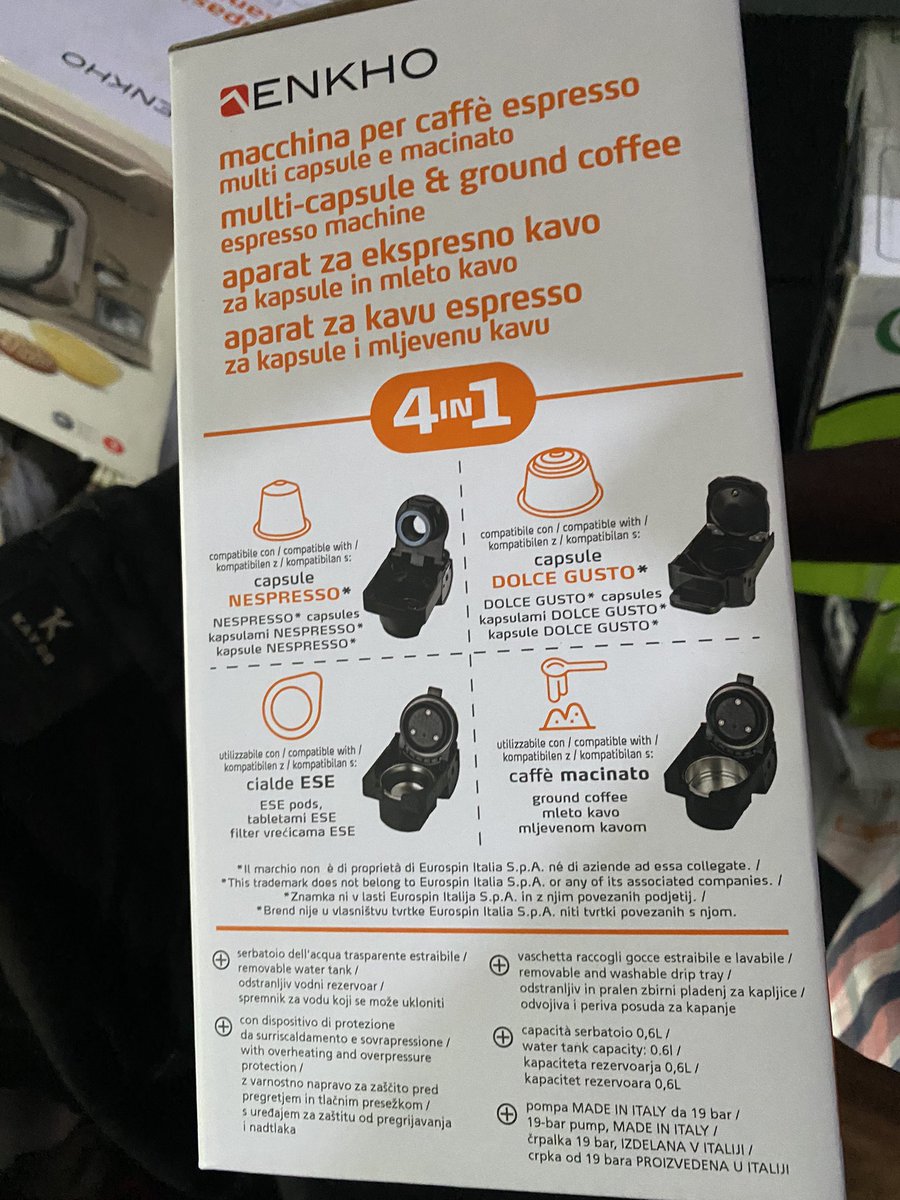 ENKHO
macchina per caffè espresso
multi capsule e macinato
multi-capsule & ground coffee
espresso machine
aparat za ekspresno kavo
za kapsule in mleto kavo
aparat za kavu espresso
za kapsule i mljevenu kavu
4IN1
compatibile con / compatible with /
kompatibilen z / kompatibilan s:
capsule
NESPRESSO*
NESPRESSO* capsules
kapsulami NESPRESSO*
kapsule NESPRESSO*
compatibile con / compatible with /
kompatibilen z / kompatibilan s:
capsule
DOLCE GUSTO*
DOLCE GUSTO* capsules
kapsulami DOLCE GUSTO*
kapsule DOLCE GUSTO*
utilizzabile con / compatible with /
kompatibilen z / kompatibilan s:
cialde ESE
ESE pods,
tabletami ESE
filter vrećicama ESE
utilizzabile con / compatible with /
kompatibilen z / kompatibilan s:
caffè macinato
ground coffee
mleto kavo
mljevenom kavom
*Il marchio non è di proprietà di Eurospin Italia S.p.A. né di aziende ad essa collegate. /
*This trademark does not belong to Eurospin Italia S.p.A. or any of its associated companies. /
*Znamka ni v lasti Eurospin Italija S.p.A. in z njim povezanih podjetij. /
*Brend nije u vlasništvu tvrtke Eurospin Italia S.p.A. niti tvrtki povezanih s njom.
serbatoio dell'acqua trasparente estraibile /
removable water tank /
odstranljiv vodni rezervoar /
spremnik za vodu koji se može ukloniti
con dispositivo di protezione
da surriscaldamento e sovrapressione /
with overheating and overpressure
protection /
z varnostno napravo za zaščito pred
pregretjem in tlačnim presežkom /
s uređajem za zaštitu od pregrijavanja
i nadtlaka
vaschetta raccogli gocce estraibile e lavabile /
removable and washable drip tray /
odstranljiv in pralen zbirni pladenj za kapljice /
odvojiva i periva posuda za kapanje
capacità serbatoio 0,6L /
water tank capacity: 0.6l /
kapaciteta rezervoarja 0,6L /
kapacitet rezervoara 0,6L
pompa MADE IN ITALY da 19 bar /
19-bar pump, MADE IN ITALY /
črpalka 19 bar, IZDELANA V ITALIJI /
crpka od 19 bara PROIZVEDENA U ITALIJI
ENKHO
K